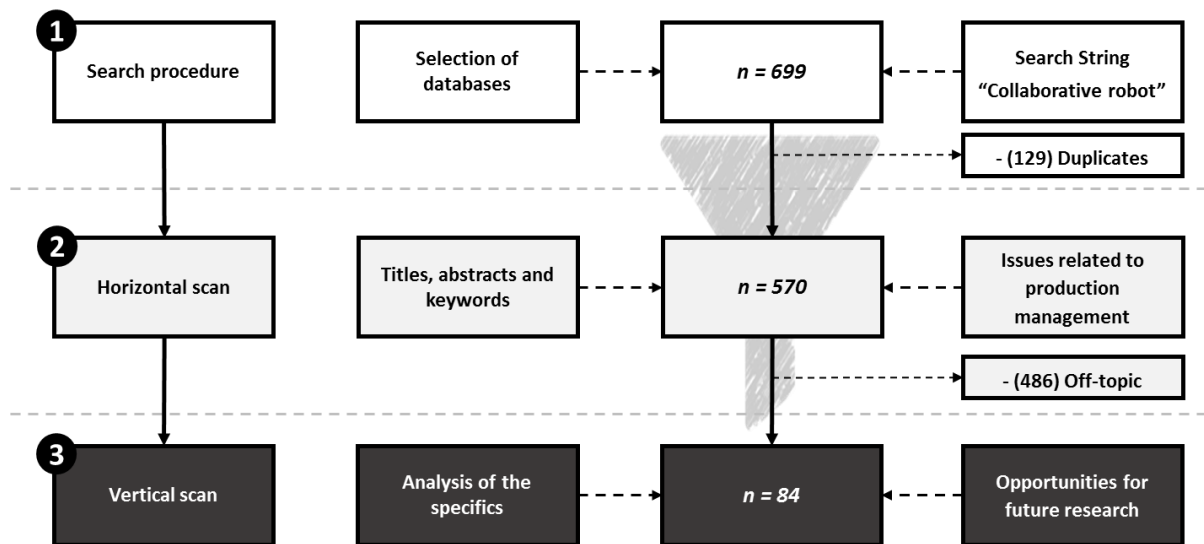 1
Search procedure
Selection of
databases
n = 699
Search String
“Collaborative robot”
- (129) Duplicates
2
Horizontal scan
Titles, abstracts and
keywords
n = 570
Issues related to
production
management
- (486) Off-topic
3
Vertical scan
Analysis of the
specifics
n = 84
Opportunities for
future research